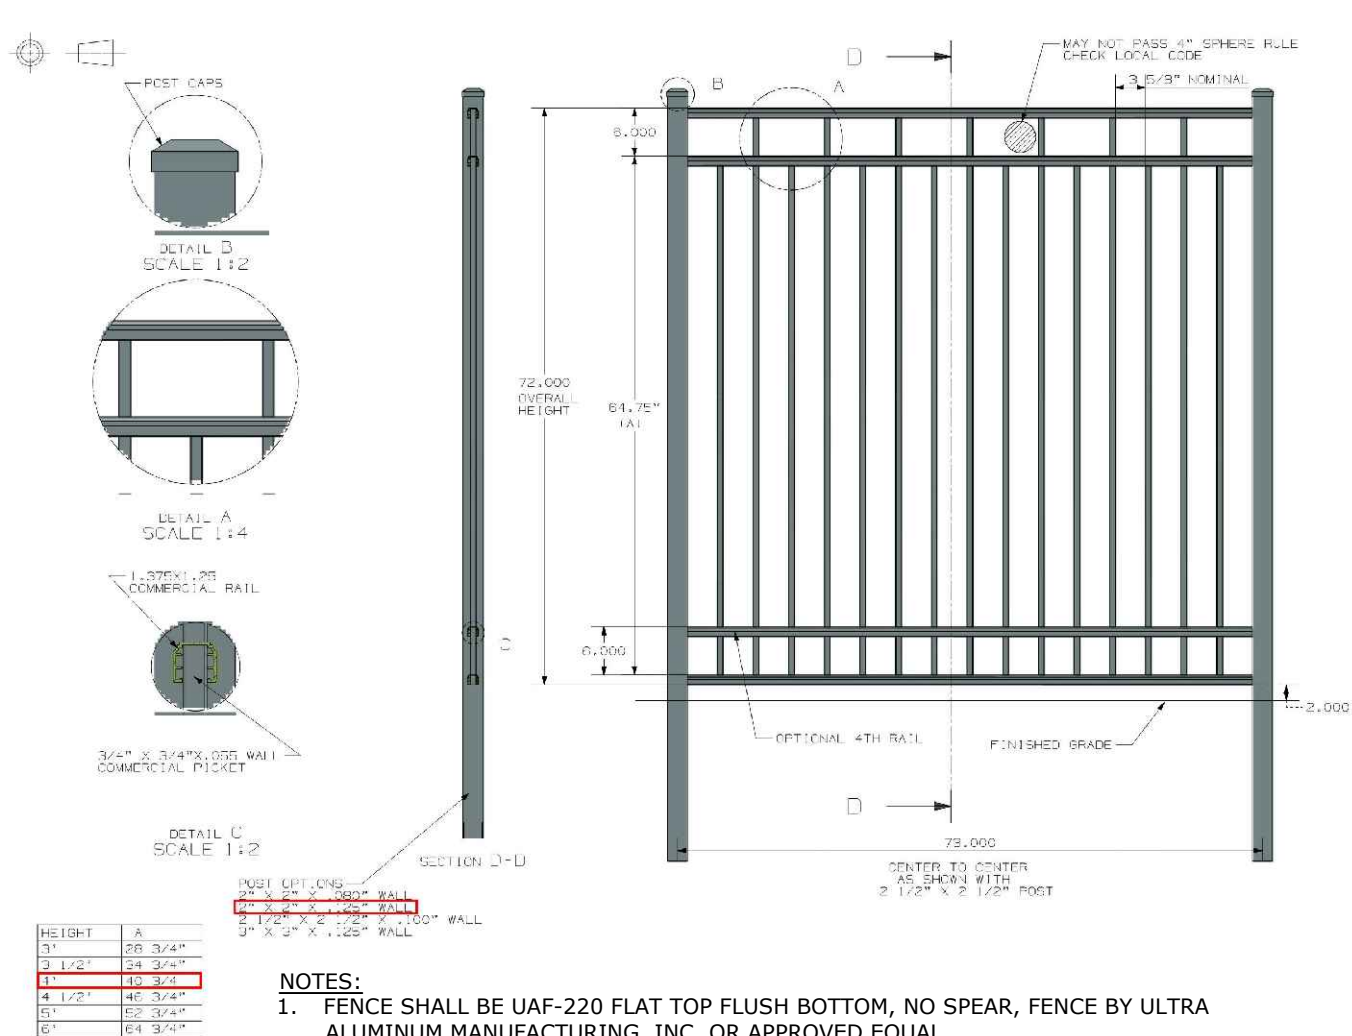 POST CAPS
DETAIL B
SCALE 1:2
DETAIL A
SCALE 1:4
1.375X1.25
COMMERCIAL RAIL
3/4" X 3/4"X.055 WALL
COMMERCIAL PICKET
DETAIL C
SCALE 1:2
C
SECTION D-D
POST OPTIONS
2" X 2" X .080" WALL
2" X 2" X .125" WALL
2 1/2" X 2 1/2" X .100" WALL
3" X 3" X .125" WALL
D
B
A
MAY NOT PASS 4" SPHERE RULE
CHECK LOCAL CODE
3 5/8" NOMINAL
6.000
72.000
OVERALL
HEIGHT
64.75"
(A)
6.000
2.000
OPTIONAL 4TH RAIL
FINISHED GRADE
D
73.000
CENTER TO CENTER
AS SHOWN WITH
2 1/2" X 2 1/2" POST
HEIGHT A
3' 28 3/4"
3 1/2' 34 3/4"
4' 40 3/4
4 1/2' 46 3/4"
5' 52 3/4"
6' 64 3/4"
NOTES:
1. FENCE SHALL BE UAF-220 FLAT TOP FLUSH BOTTOM, NO SPEAR, FENCE BY ULTRA
ALUMINUM MANUFACTURING, INC. OR APPROVED EQUAL